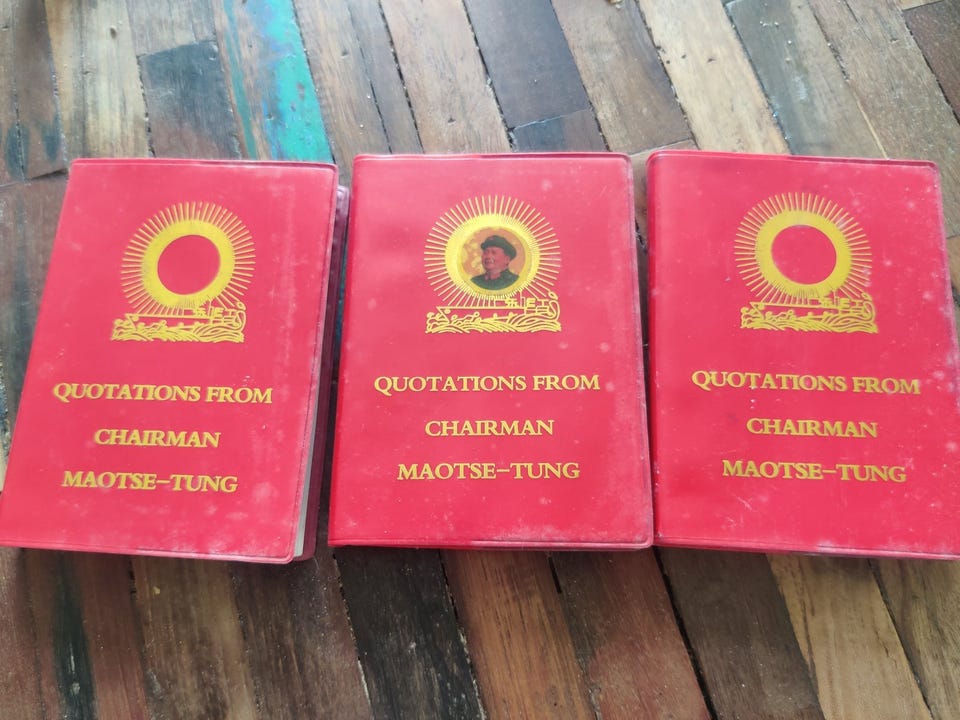 QUOTATIONS FROM
CHAIRMAN
MAOTSE-TUNG
QUOTATIONS FROM
CHAIRMAN
MAOTSE-TUNG
QUOTATIONS FROM
CHAIRMAN
MAOTSE-TUNG